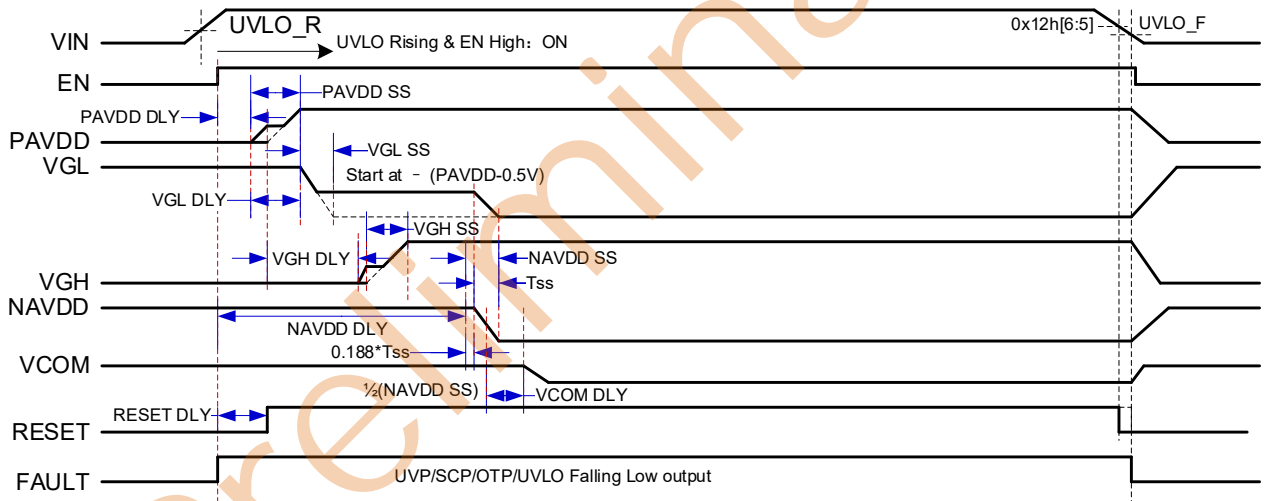 UVLO_R
0x12h[6:5]
UVLO_F
VIN
UVLO Rising & EN High: ON
EN
PAVDD SS
PAVDD DLY
PAVDD
VGL SS
VGL
Start at - (PAVDD-0.5V)
VGL DLY
VGH SS
VGH DLY
NAVDD SS
VGH
Tss
NAVDD
NAVDD DLY
0.188*Tss
VCOM
½(NAVDD SS)
VCOM DLY
RESET DLY
RESET
UVP/SCP/OTP/UVLO Falling Low output
FAULT
relimina